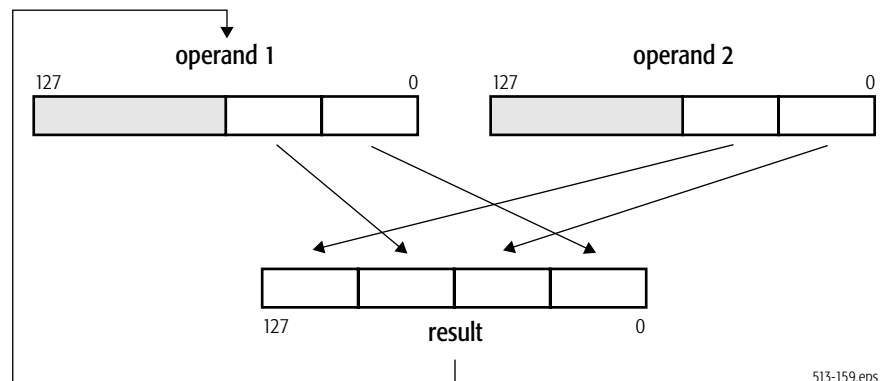 operand 1 operand 2
127 0 127 0
127 0
result
513-159.eps